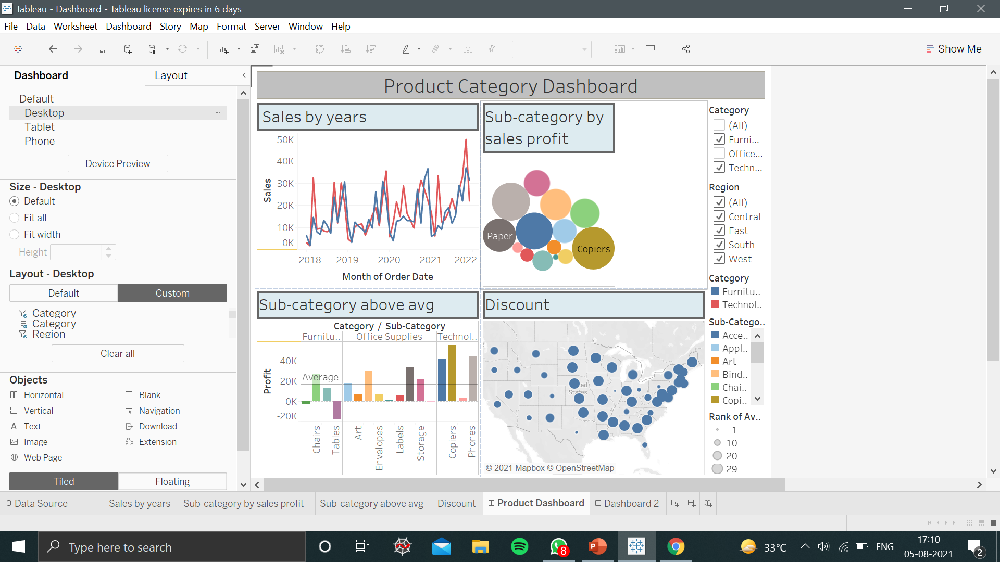 Tableau - Dashboard - Tableau license expires in 6 days
File Data Worksheet Dashboard Story Map Format Server Window Help
Show Me
Dashboard
Layout
Default
Desktop
Tablet
Phone
Device Preview
Size - Desktop
Default
Fit all
Fit width
Height
Layout - Desktop
Default
Custom
Category
Category
Region
Clear all
Objects
Horizontal
Blank
Vertical
Navigation
Text
Download
Image
Extension
Web Page
Tiled
Floating
Product Category Dashboard
Sales by years
50K
40K
30K
20K
10K
0K
Sales
2018 2019 2020 2021 2022
Month of Order Date
Sub-category by
sales profit
Paper
Copiers
Sub-category above avg
Category / Sub-Category
Furnitu.. Office Supplies Technol..
40K
20K
0K
-20K
Profit
Average
Chairs
Tables
Art
Envelopes
Labels
Storage
Copiers
Phones
Discount
United
States
© 2021 Mapbox © OpenStreetMap
Category
(All)
Furni...
Office...
Techn...
Region
(All)
Central
East
South
West
Category
Furnitu..
Technol..
Sub-Catego..
Acce..
Appl..
Art
Bind..
Chai..
Copi..
Rank of Av..
1
10
20
29
Data Source
Sales by years
Sub-category by sales profit
Sub-category above avg
Discount
Product Dashboard
Dashboard 2
Type here to search
8
P
33°C
ENG
17:10
05-08-2021
2